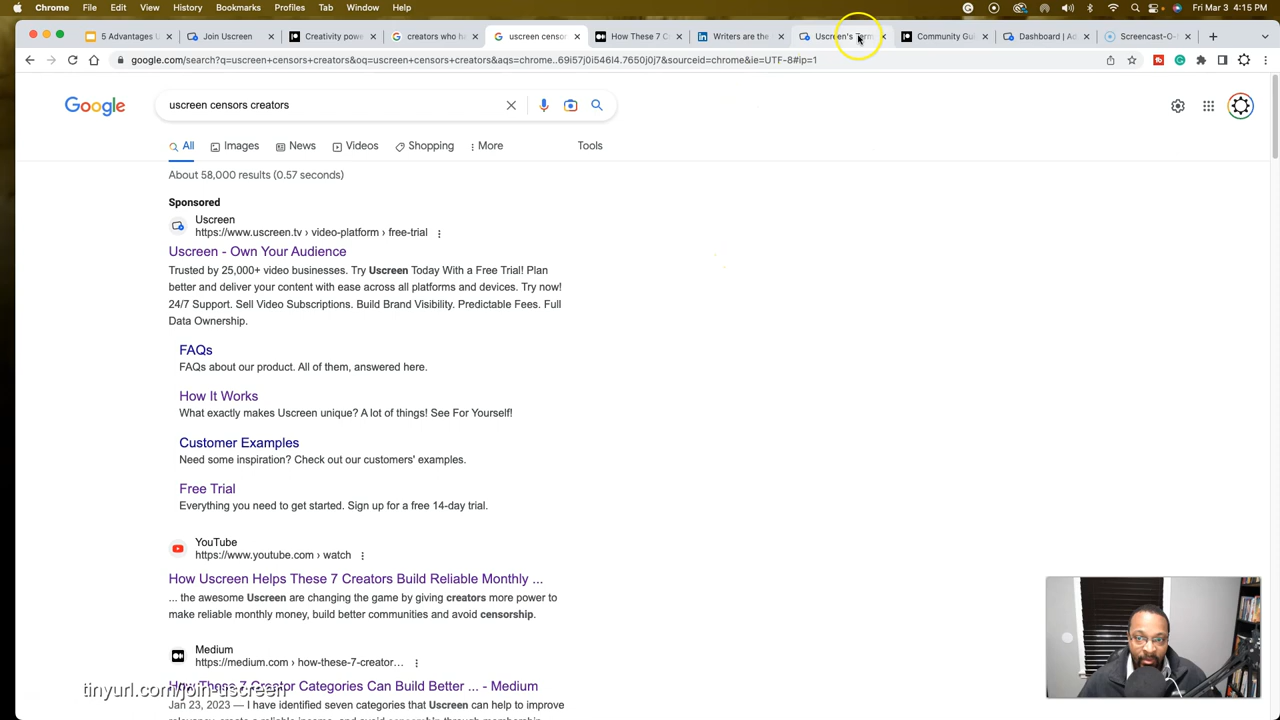 Chrome File Edit View History Bookmarks Profiles Tab Window Help Fri Mar 3 4:15 PM
5 Advantages U Join Uscreen Creativity pow creators who ha uscreen censor How These 7 C Writers are the Uscreen's Term Community Gui Dashboard | Ad Screencast-O-
google.com/search?q=uscreen+censors+creators&oq=uscreen+censors+creators&aqs=chrome..69i57j0i546l4.7650j0j7&sourceid=chrome&ie=UTF-8#ip=1
Google
uscreen censors creators
All Images News Videos Shopping More Tools
About 58,000 results (0.57 seconds)
Sponsored
Uscreen
https://www.uscreen.tv › video-platform › free-trial
Uscreen - Own Your Audience
Trusted by 25,000+ video businesses. Try Uscreen Today With a Free Trial! Plan
better and deliver your content with ease across all platforms and devices. Try now!
24/7 Support. Sell Video Subscriptions. Build Brand Visibility. Predictable Fees. Full
Data Ownership.
FAQs
FAQs about our product. All of them, answered here.
How It Works
What exactly makes Uscreen unique? A lot of things! See For Yourself!
Customer Examples
Need some inspiration? Check out our customers' examples.
Free Trial
Everything you need to get started. Sign up for a free 14-day trial.
YouTube
https://www.youtube.com › watch
How Uscreen Helps These 7 Creators Build Reliable Monthly ...
... the awesome Uscreen are changing the game by giving creators more power to
make reliable monthly money, build better communities and avoid censorship.
Medium
https://medium.com › how-these-7-creator...
How These 7 Creator Categories Can Build Better ... - Medium
tinyurl.com/join-uscreen
Jan 23, 2023 — I have identified seven categories that Uscreen can help to improve